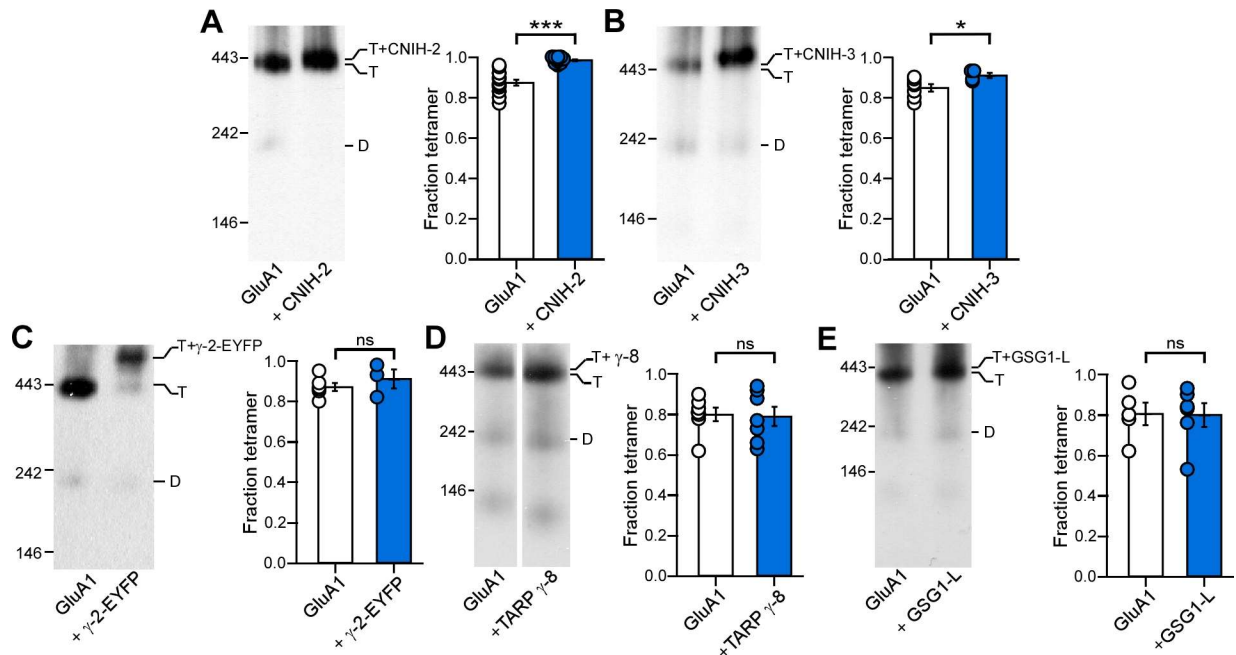 A
443
242
146
T+CNIH-2
T
D
GluA1
+ CNIH-2
Fraction tetramer
1.0
0.8
0.6
0.4
0.2
0.0
***
GluA1
+ CNIH-2
B
443
242
146
T+CNIH-3
T
D
GluA1
+ CNIH-3
Fraction tetramer
1.0
0.8
0.6
0.4
0.2
0.0
*
GluA1
+ CNIH-3
C
443
242
146
T+γ-2-EYFP
T
D
GluA1
+ γ-2-EYFP
Fraction tetramer
1.0
0.8
0.6
0.4
0.2
0.0
ns
GluA1
+ γ-2-EYFP
D
443
242
146
T+ γ-8
T
D
GluA1
+TARP γ-8
Fraction tetramer
1.0
0.8
0.6
0.4
0.2
0.0
ns
GluA1
+TARP γ-8
E
443
242
146
T+GSG1-L
T
D
GluA1
+ GSG1-L
Fraction tetramer
1.0
0.8
0.6
0.4
0.2
0.0
ns
GluA1
+GSG1-L